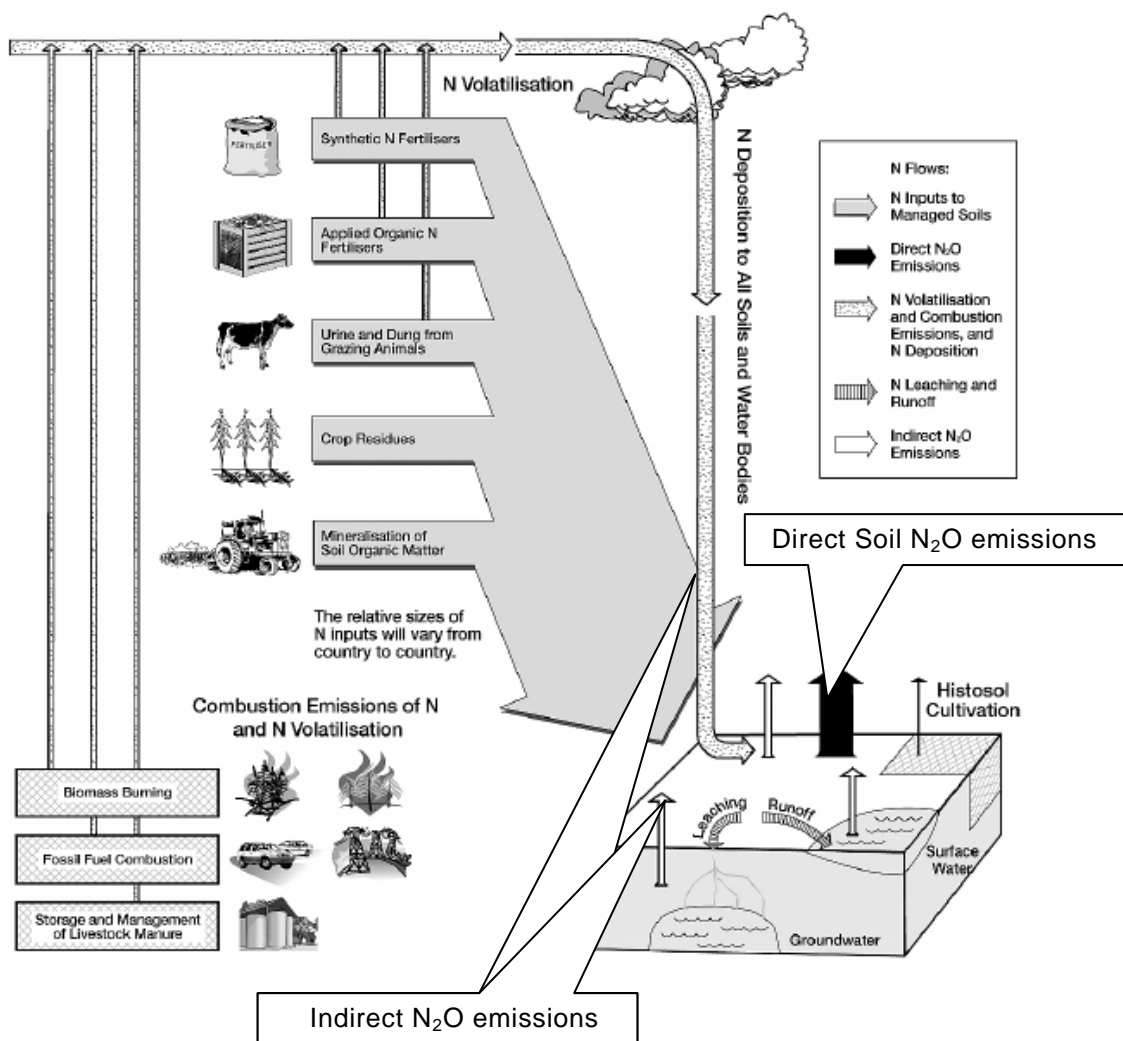 N Volatilisation
FERTILISER
Synthetic N Fertilisers
Applied Organic N
Fertilisers
Urine and Dung from
Grazing Animals
Crop Residues
Mineralisation of
Soil Organic Matter
The relative sizes of
N inputs will vary from
country to country.
N Deposition to All Soils and Water Bodies
N Flows:
N Inputs to
Managed Soils
Direct N₂O
Emissions
N Volatilisation
and Combustion
Emissions, and
N Deposition
N Leaching and
Runoff
Indirect N₂O
Emissions
Direct Soil N₂O emissions
Histosol
Cultivation
Combustion Emissions of N
and N Volatilisation
Biomass Burning
Fossil Fuel Combustion
Storage and Management
of Livestock Manure
Leaching
Runoff
Surface
Water
Groundwater
Indirect N₂O emissions